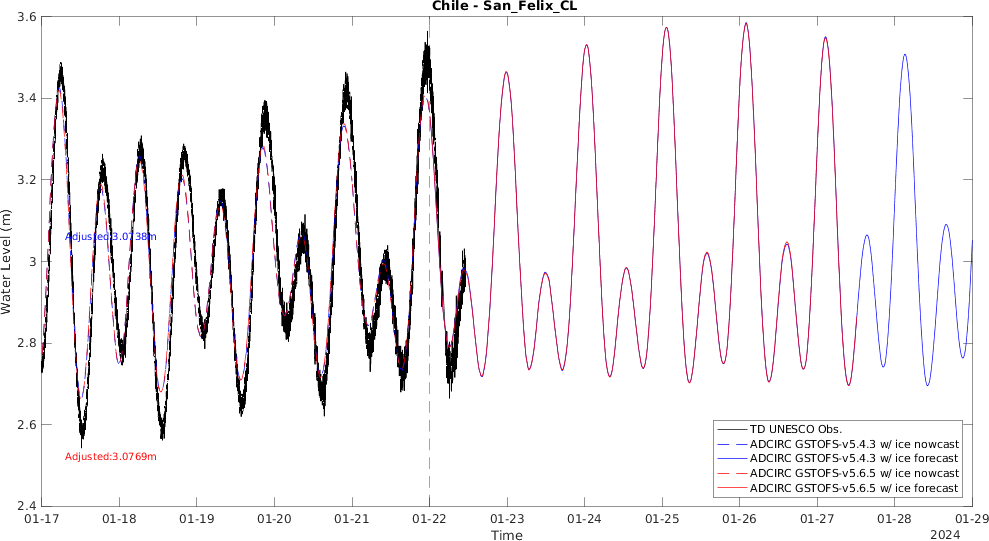 Chile - San_Felix_CL
3.6
3.4
3.2
3
2.8
2.6
2.4
Water Level (m)
Adjusted:3.0738m
Adjusted:3.0769m
TD UNESCO Obs.
ADCIRC GSTOFS-v5.4.3 w/ ice nowcast
ADCIRC GSTOFS-v5.4.3 w/ ice forecast
ADCIRC GSTOFS-v5.6.5 w/ ice nowcast
ADCIRC GSTOFS-v5.6.5 w/ ice forecast
01-17 01-18 01-19 01-20 01-21 01-22 01-23 01-24 01-25 01-26 01-27 01-28 01-29
Time
2024